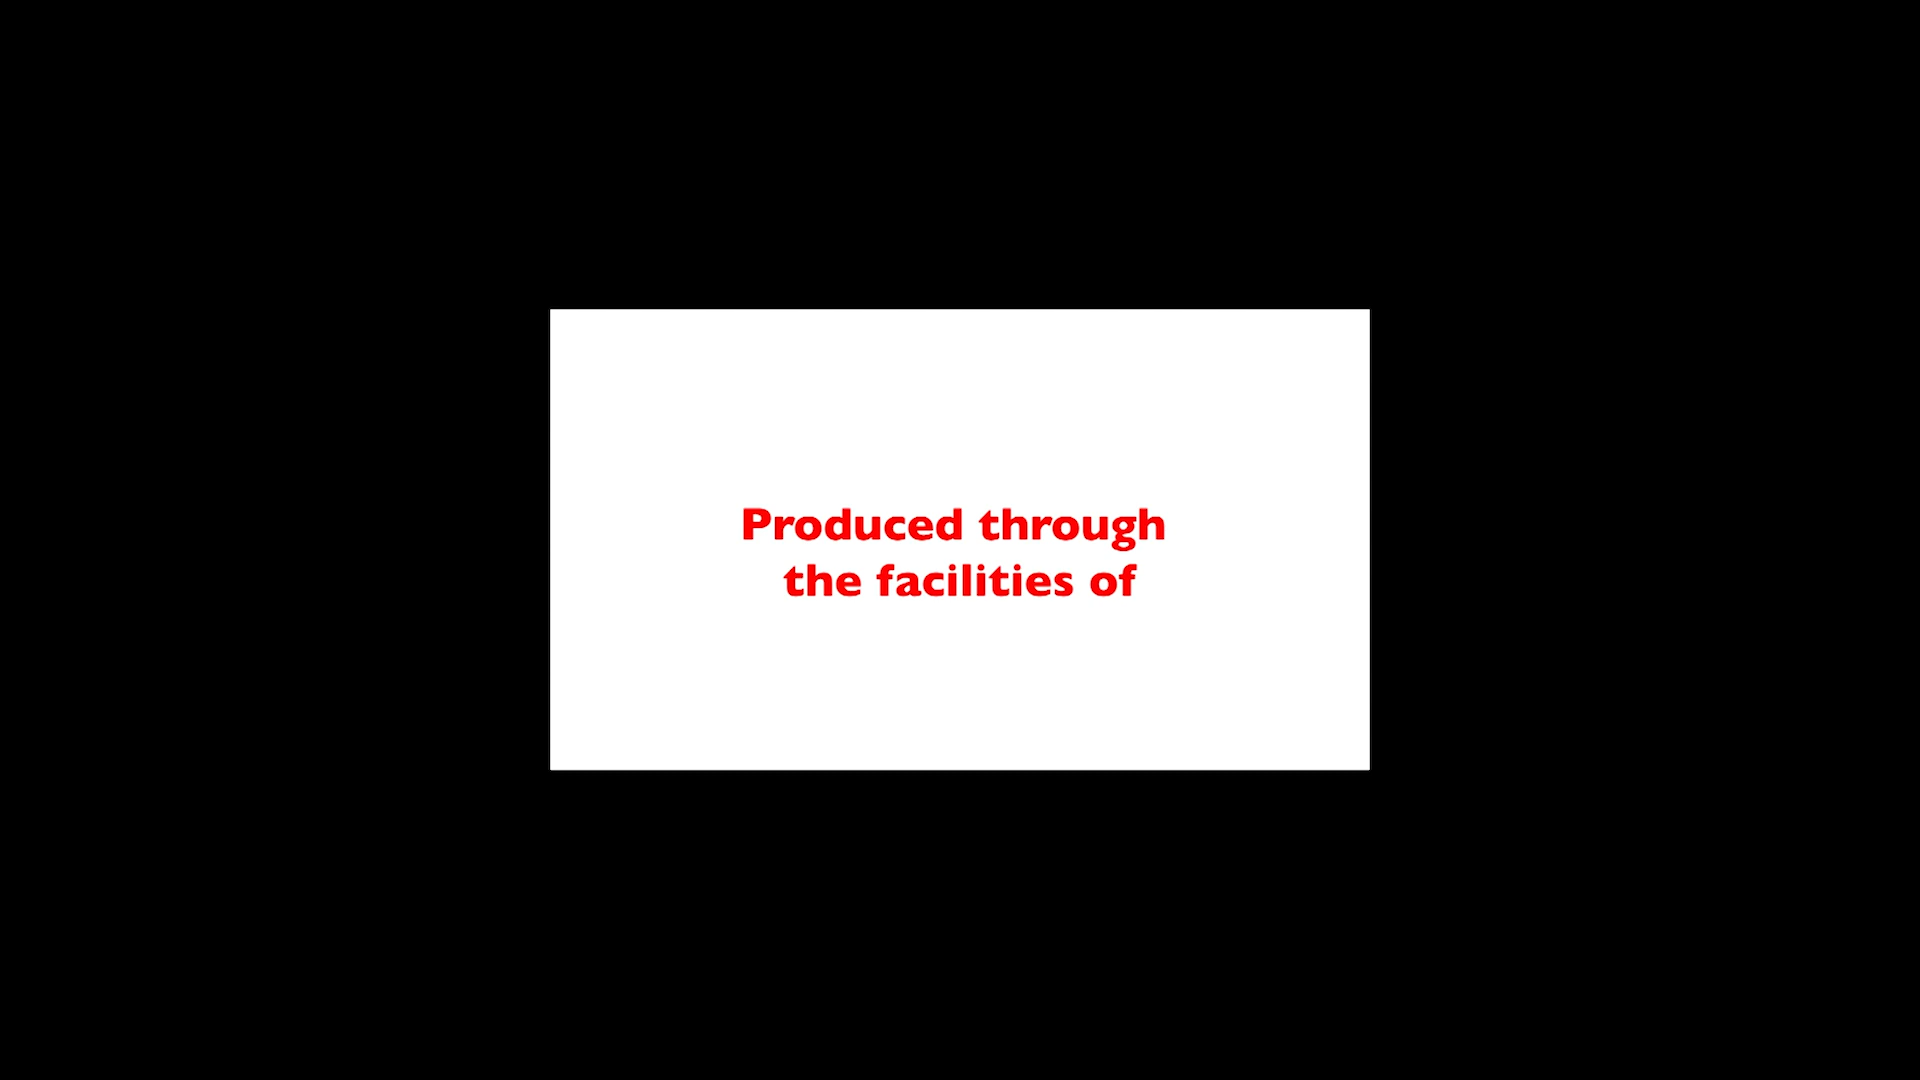 Produced through
the facilities of